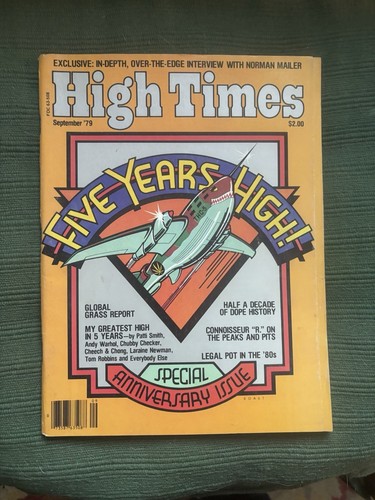 EXCLUSIVE: IN-DEPTH, OVER-THE-EDGE INTERVIEW WITH NORMAN MAILER
High Times
September '79
$2.00
FIVE YEARS HIGH!
GLOBAL
GRASS REPORT
MY GREATEST HIGH
IN 5 YEARS—by Patti Smith,
Andy Warhol, Chubby Checker,
Cheech & Chong, Laraine Newman,
Tom Robbins and Everybody Else
HALF A DECADE
OF DOPE HISTORY
CONNOISSEUR "R." ON
THE PEAKS AND PITS
LEGAL POT IN THE '80s
SPECIAL
ANNIVERSARY ISSUE